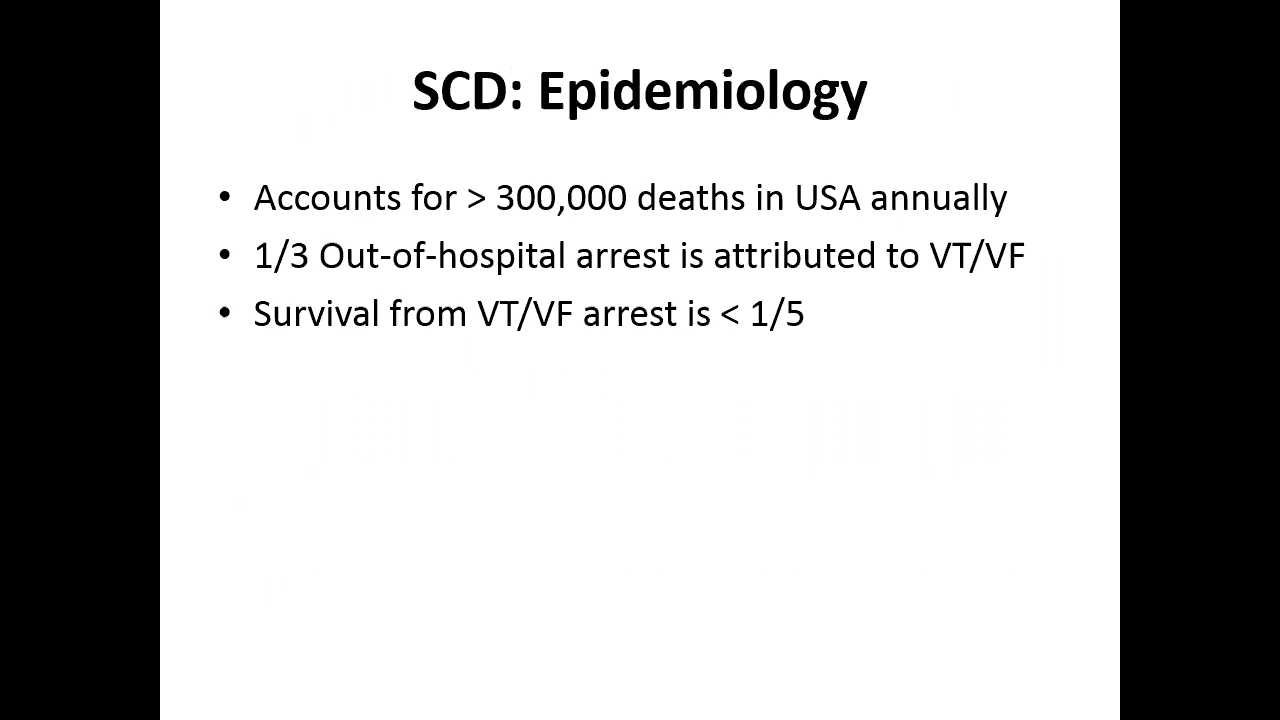 SCD: Epidemiology
• Accounts for > 300,000 deaths in USA annually
• 1/3 Out-of-hospital arrest is attributed to VT/VF
• Survival from VT/VF arrest is < 1/5